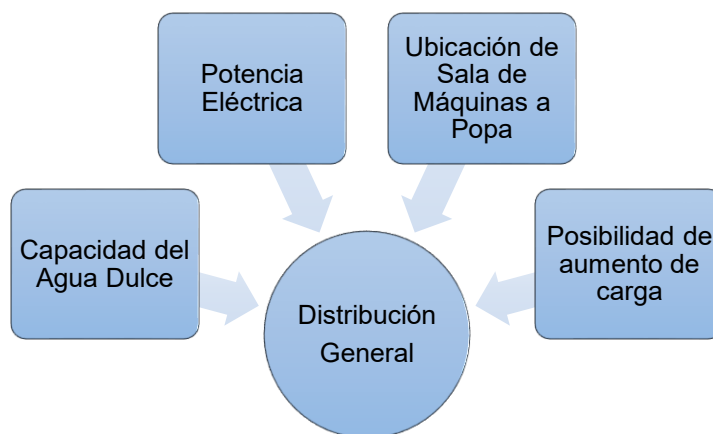 Potencia
Eléctrica
Ubicación de
Sala de
Máquinas a
Popa
Capacidad del
Agua Dulce
Posibilidad de
aumento de
carga
Distribución
General